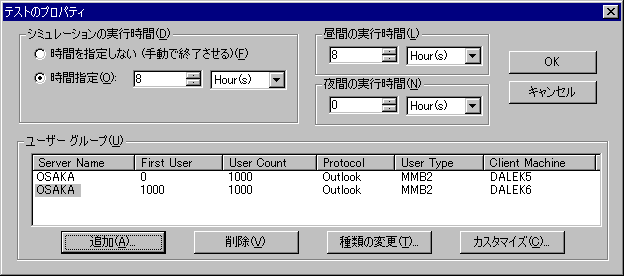 テストのプロパティ
シミュレーションの実行時間(D)
時間を指定しない (手動で終了させる)(F)
時間指定(O):
8
Hour(s)
昼間の実行時間(L)
8
Hour(s)
夜間の実行時間(N)
0
Hour(s)
OK
キャンセル
ユーザー グループ(U)
Server Name First User User Count Protocol User Type Client Machine
OSAKA 0 1000 Outlook MMB2 DALEK5
OSAKA 1000 1000 Outlook MMB2 DALEK6
追加(A)... 削除(V) 種類の変更(T)... カスタマイズ(C)...